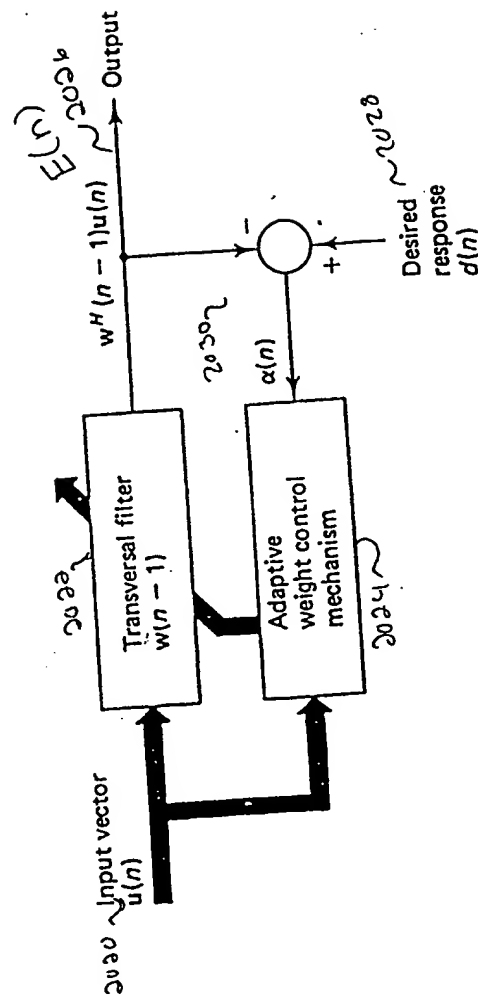 E(n)
2026
w^H(n − 1)u(n)
Output
2022
Transversal filter
ŵ(n − 1)
2020
Input vector
u(n)
−
+
2030
α(n)
Adaptive
weight control
mechanism
2024
2028
Desired
response
d(n)